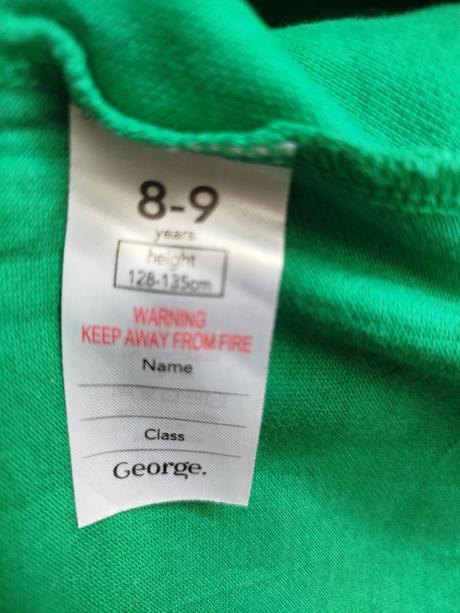 8-9
years
height
128-135cm
WARNING
KEEP AWAY FROM FIRE
Name
Class
George.